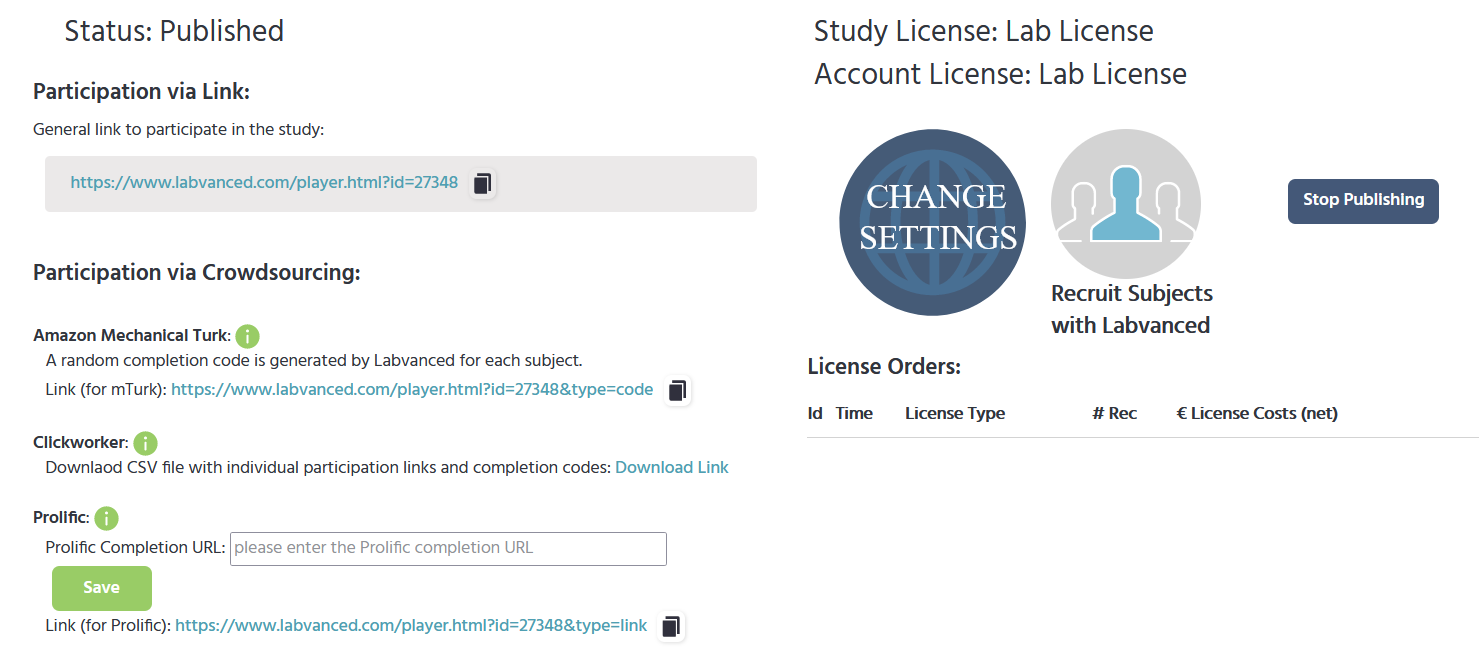 Status: Published
Participation via Link:
General link to participate in the study:
https://www.labvanced.com/player.html?id=27348
Participation via Crowdsourcing:
Amazon Mechanical Turk: i
A random completion code is generated by Labvanced for each subject.
Link (for mTurk): https://www.labvanced.com/player.html?id=27348&type=code
Clickworker: i
Downlaod CSV file with individual participation links and completion codes: Download Link
Prolific: i
Prolific Completion URL: please enter the Prolific completion URL
Save
Link (for Prolific): https://www.labvanced.com/player.html?id=27348&type=link
Study License: Lab License
Account License: Lab License
CHANGE
SETTINGS
Recruit Subjects
with Labvanced
Stop Publishing
License Orders:
Id Time License Type # Rec € License Costs (net)